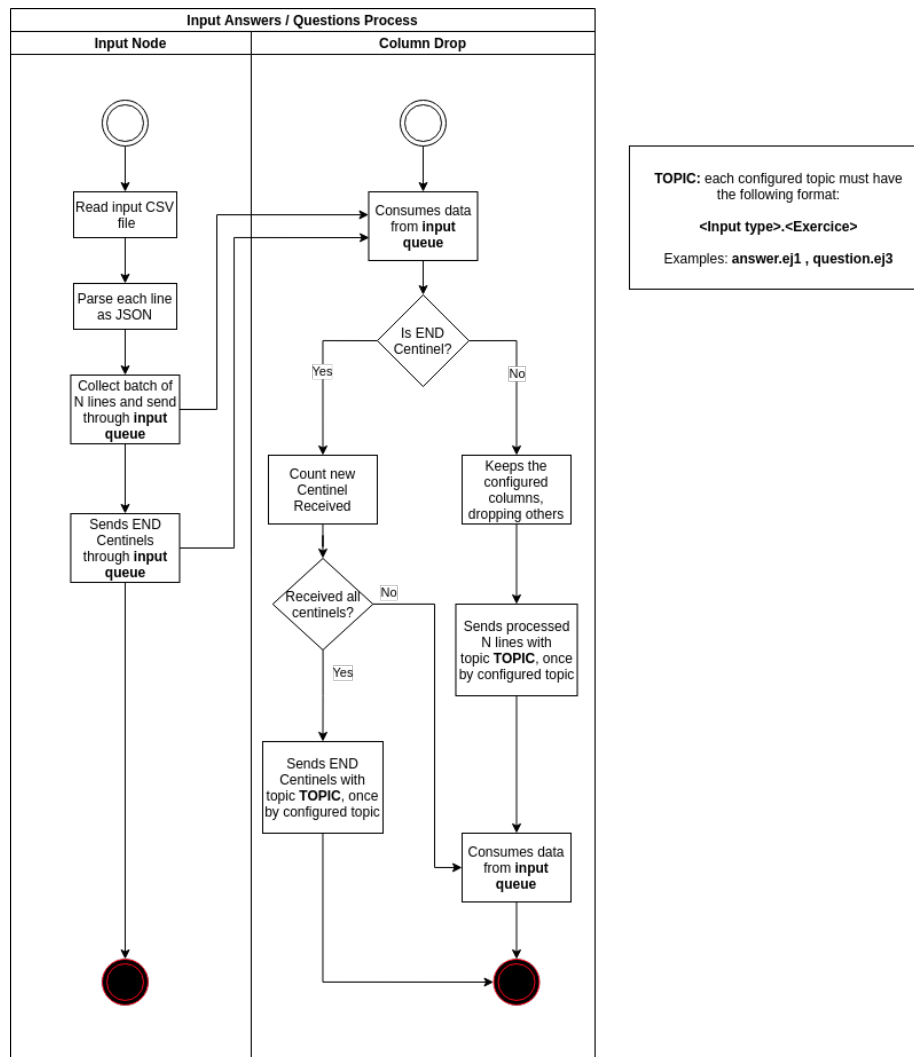 Input Answers / Questions Process
Input Node
Column Drop
Read input CSV
file
Parse each line
as JSON
Collect batch of
N lines and send
through input
queue
Sends END
Centinels
through input
queue
Consumes data
from input
queue
Is END
Centinel?
Yes
No
Count new
Centinel
Received
Keeps the
configured
columns,
dropping others
Received all
centinels?
No
Yes
Sends processed
N lines with
topic TOPIC, once
by configured topic
Sends END
Centinels with
topic TOPIC, once
by configured topic
Consumes data
from input
queue
TOPIC: each configured topic must have
the following format:
<Input type>.<Exercice>
Examples: answer.ej1 , question.ej3